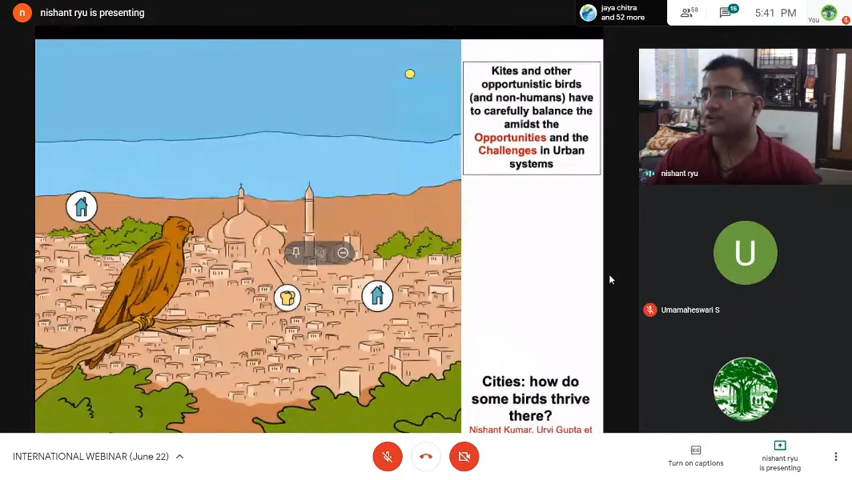 n nishant ryu is presenting
jaya chitra
and 52 more
58
15
5:41 PM
You
Kites and other
opportunistic birds
(and non-humans) have
to carefully balance the
amidst the
Opportunities and the
Challenges in Urban
systems
nishant ryu
U
Umamaheswari S
Cities: how do
some birds thrive
there?
Nishant Kumar, Urvi Gupta et
INTERNATIONAL WEBINAR (June 22)
Turn on captions
nishant ryu
is presenting